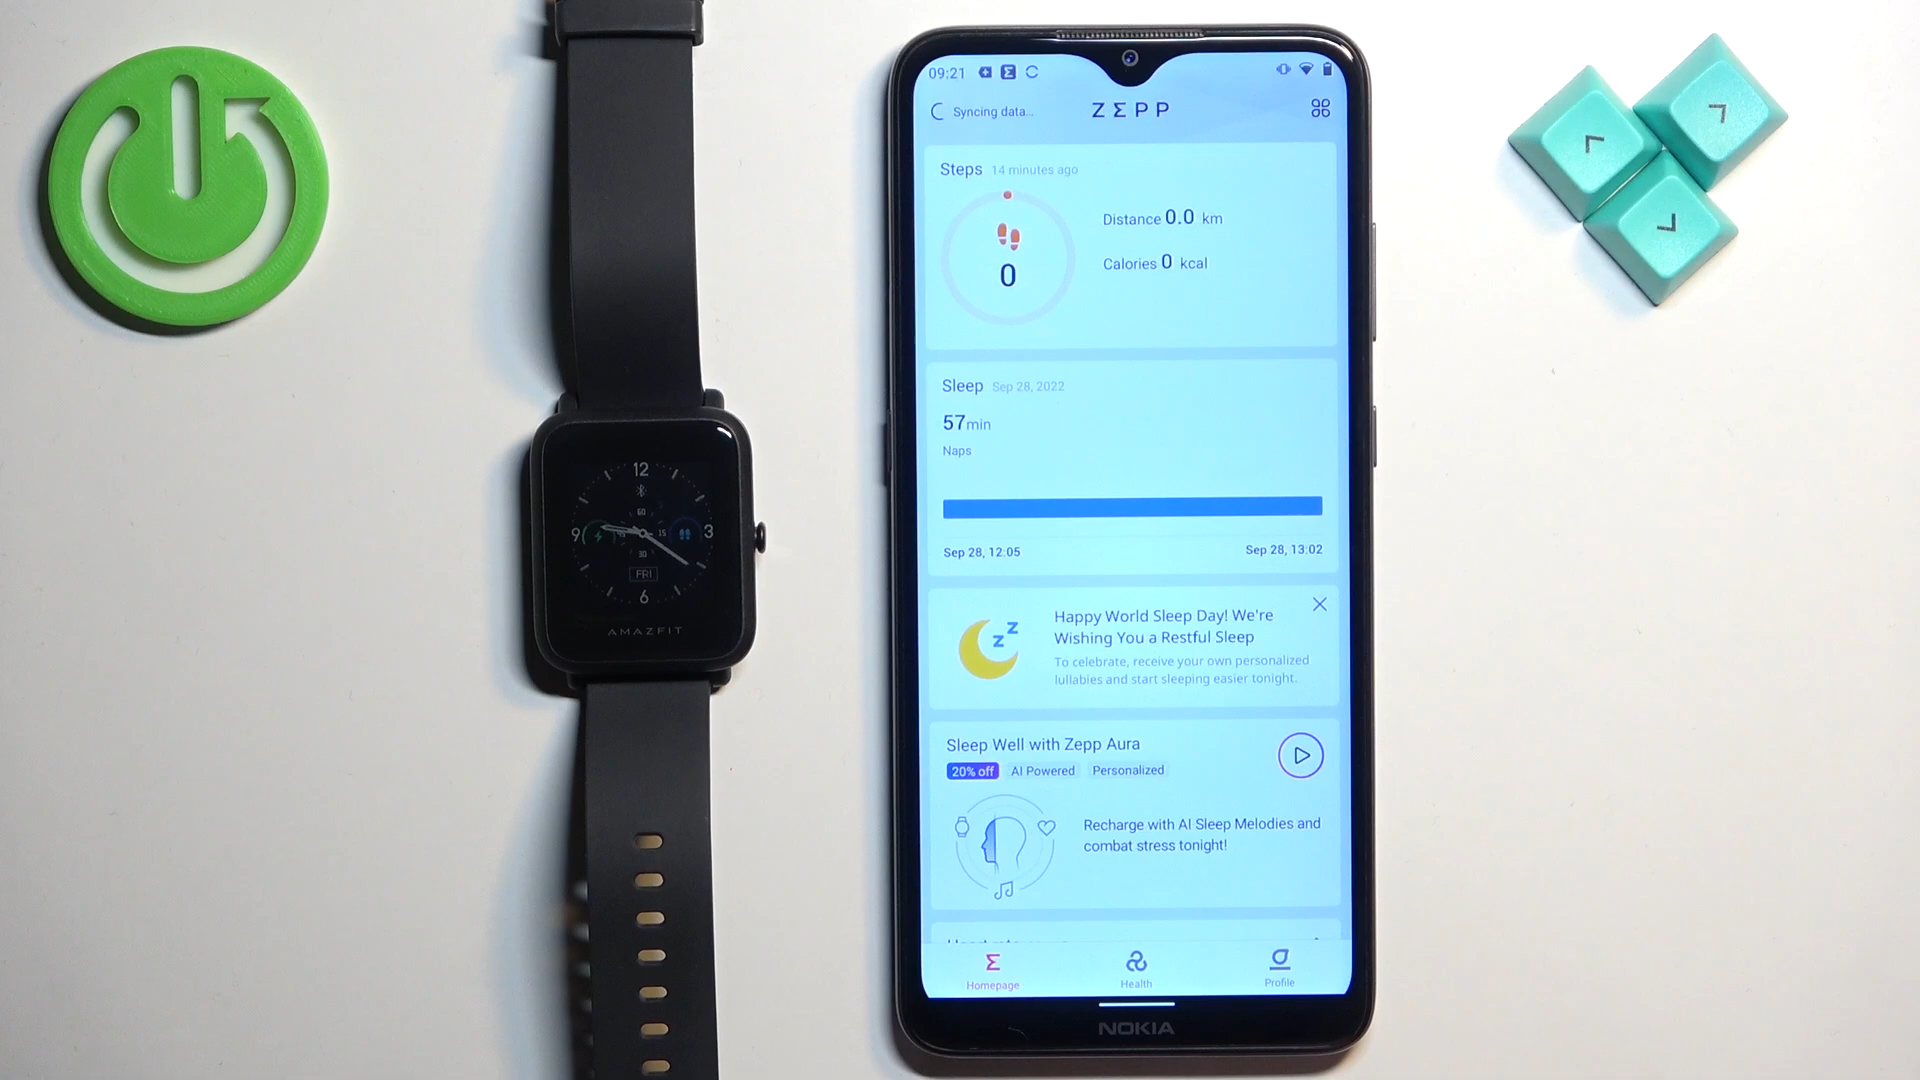 12
60
9
15
3
30
FRI
6
AMAZFIT
09:21
Syncing data...
ZΣPP
Steps 14 minutes ago
0
Distance 0.0 km
Calories 0 kcal
Sleep Sep 28, 2022
57min
Naps
Sep 28, 12:05
Sep 28, 13:02
Happy World Sleep Day! We're
Wishing You a Restful Sleep
To celebrate, receive your own personalized
lullabies and start sleeping easier tonight.
Sleep Well with Zepp Aura
20% off AI Powered Personalized
Recharge with AI Sleep Melodies and
combat stress tonight!
Homepage
Health
Profile
NOKIA